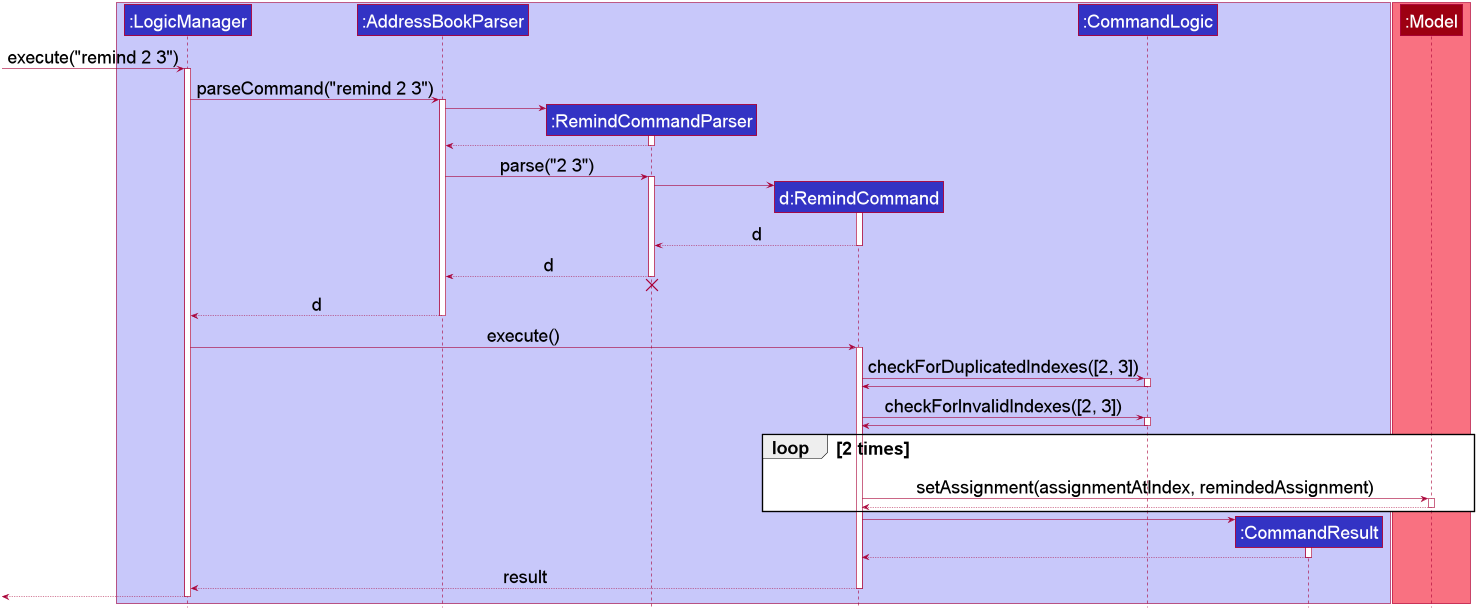 :LogicManager
:AddressBookParser
:CommandLogic
:Model
execute("remind 2 3")
parseCommand("remind 2 3")
:RemindCommandParser
parse("2 3")
d:RemindCommand
d
d
d
execute()
checkForDuplicatedIndexes([2, 3])
checkForInvalidIndexes([2, 3])
loop [2 times]
setAssignment(assignmentAtIndex, remindedAssignment)
:CommandResult
result